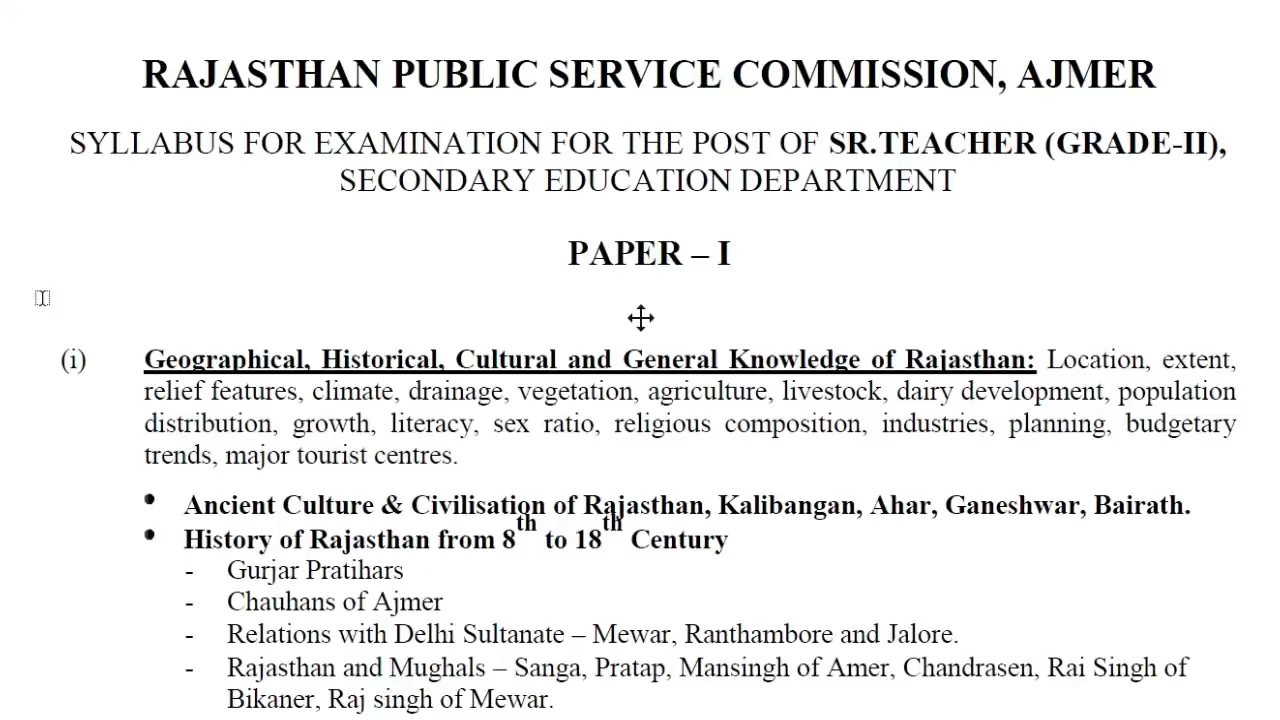 RAJASTHAN PUBLIC SERVICE COMMISSION, AJMER
SYLLABUS FOR EXAMINATION FOR THE POST OF SR.TEACHER (GRADE-II),
SECONDARY EDUCATION DEPARTMENT
PAPER – I
(i) Geographical, Historical, Cultural and General Knowledge of Rajasthan: Location, extent,
relief features, climate, drainage, vegetation, agriculture, livestock, dairy development, population
distribution, growth, literacy, sex ratio, religious composition, industries, planning, budgetary
trends, major tourist centres.
• Ancient Culture & Civilisation of Rajasthan, Kalibangan, Ahar, Ganeshwar, Bairath.
• History of Rajasthan from 8th to 18th Century
- Gurjar Pratihars
- Chauhans of Ajmer
- Relations with Delhi Sultanate – Mewar, Ranthambore and Jalore.
- Rajasthan and Mughals – Sanga, Pratap, Mansingh of Amer, Chandrasen, Rai Singh of
Bikaner, Raj singh of Mewar.